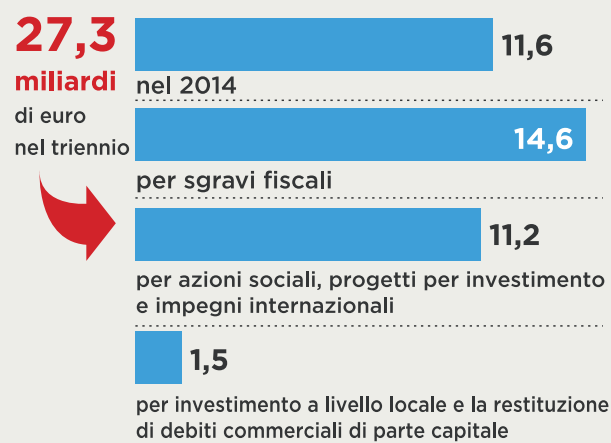 27,3
miliardi
di euro
nel triennio
11,6
nel 2014
14,6
per sgravi fiscali
11,2
per azioni sociali, progetti per investimento
e impegni internazionali
1,5
per investimento a livello locale e la restituzione
di debiti commerciali di parte capitale